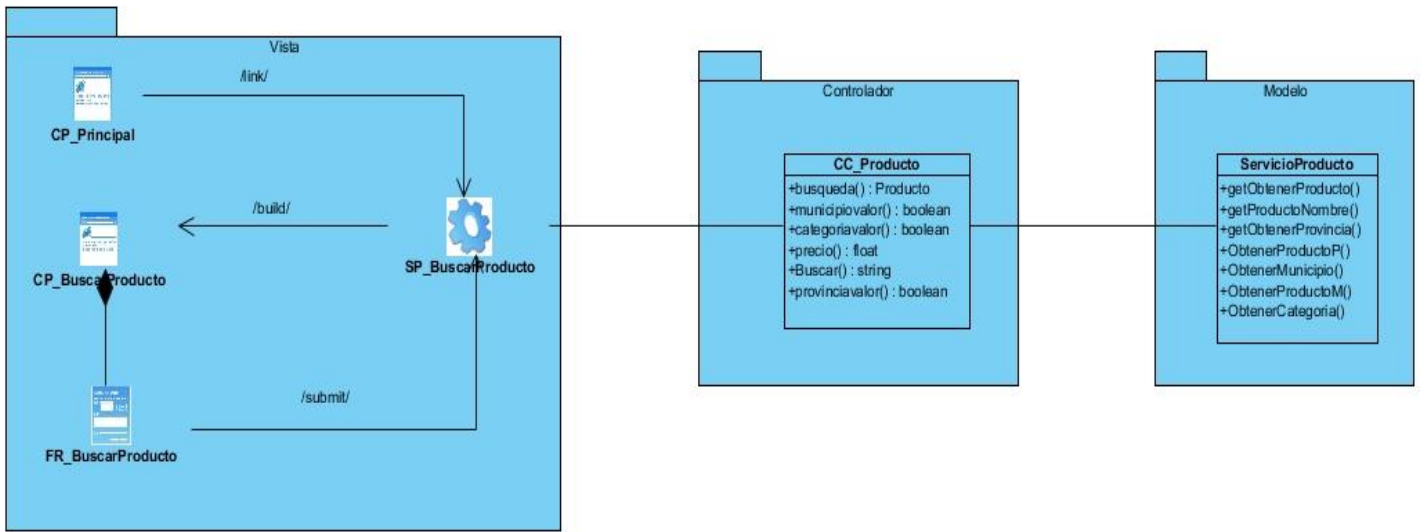 Vista
/link/
CP_Principal
/build/
CP_BuscarProducto
SP_BuscarProducto
/submit/
FR_BuscarProducto
Controlador
CC_Producto
+busqueda() : Producto
+municipiovalor() : boolean
+categoriavalor() : boolean
+precio() : float
+Buscar() : string
+provinciavalor() : boolean
Modelo
ServicioProducto
+getObtenerProducto()
+getProductoNombre()
+getObtenerProvincia()
+ObtenerProductoP()
+ObtenerMunicipio()
+ObtenerProductoM()
+ObtenerCategoria()